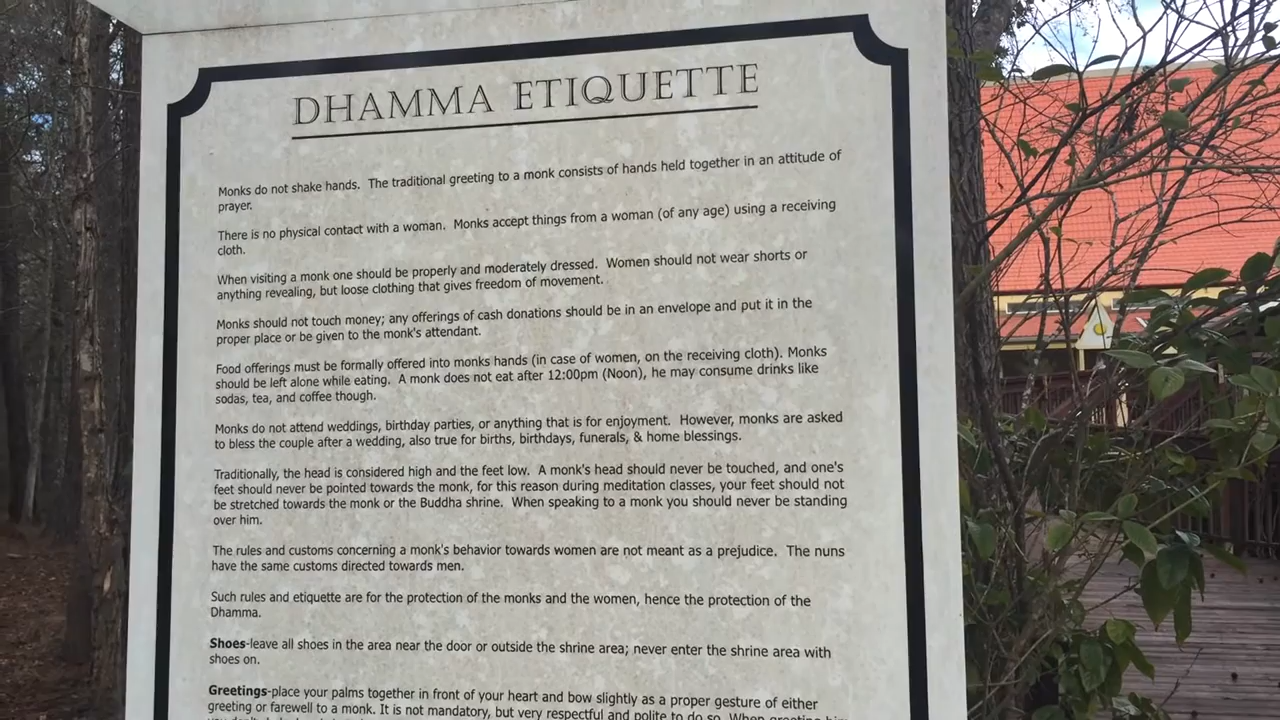 DHAMMA ETIQUETTE
Monks do not shake hands. The traditional greeting to a monk consists of hands held together in an attitude of
prayer.
There is no physical contact with a woman. Monks accept things from a woman (of any age) using a receiving
cloth.
When visiting a monk one should be properly and moderately dressed. Women should not wear shorts or
anything revealing, but loose clothing that gives freedom of movement.
Monks should not touch money; any offerings of cash donations should be in an envelope and put it in the
proper place or be given to the monk's attendant.
Food offerings must be formally offered into monks hands (in case of women, on the receiving cloth). Monks
should be left alone while eating. A monk does not eat after 12:00pm (Noon), he may consume drinks like
sodas, tea, and coffee though.
Monks do not attend weddings, birthday parties, or anything that is for enjoyment. However, monks are asked
to bless the couple after a wedding, also true for births, birthdays, funerals, & home blessings.
Traditionally, the head is considered high and the feet low. A monk's head should never be touched, and one's
feet should never be pointed towards the monk, for this reason during meditation classes, your feet should not
be stretched towards the monk or the Buddha shrine. When speaking to a monk you should never be standing
over him.
The rules and customs concerning a monk's behavior towards women are not meant as a prejudice. The nuns
have the same customs directed towards men.
Such rules and etiquette are for the protection of the monks and the women, hence the protection of the
Dhamma.
Shoes-leave all shoes in the area near the door or outside the shrine area; never enter the shrine area with
shoes on.
Greetings-place your palms together in front of your heart and bow slightly as a proper gesture of either
greeting or farewell to a monk. It is not mandatory, but very respectful and polite to do so. When greeting him